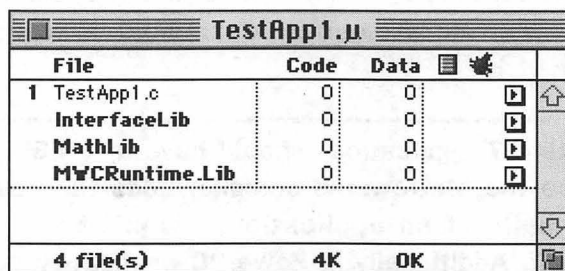 TestApp1.µ
File Code Data
1 TestApp1.c 0 0
InterfaceLib 0 0
MathLib 0 0
MWCRuntime.Lib 0 0
4 file(s) 4K 0K